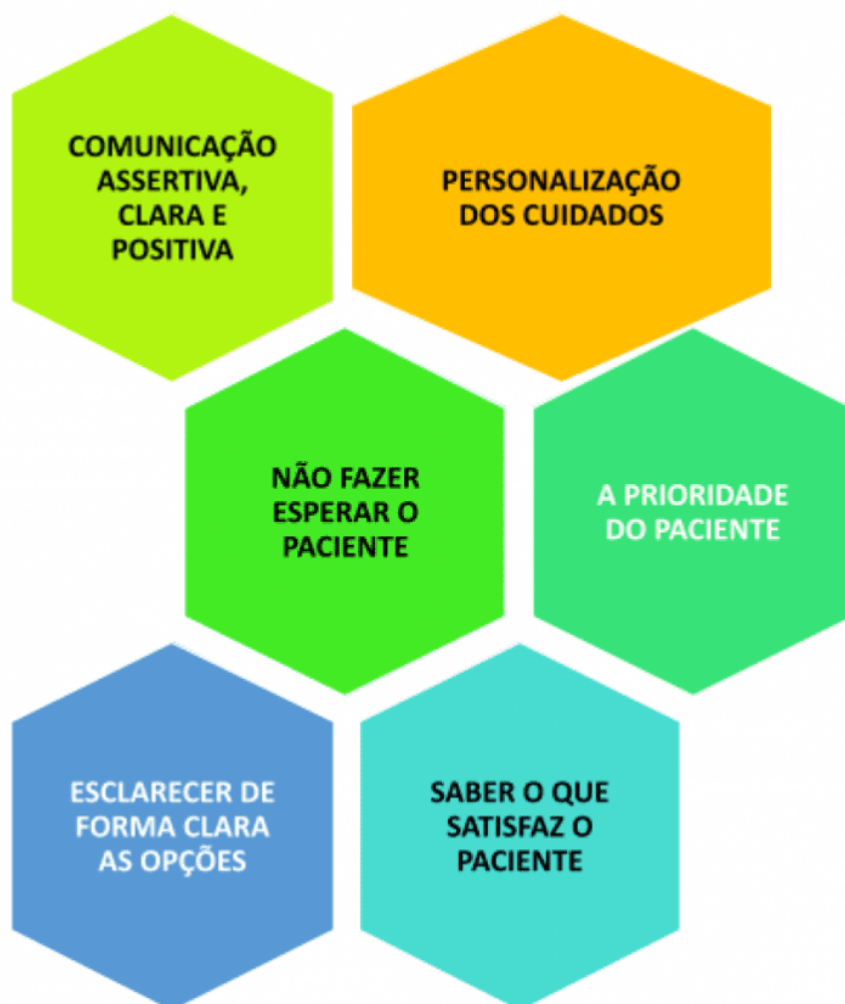 COMUNICAÇÃO
ASSERTIVA,
CLARA E
POSITIVA
PERSONALIZAÇÃO
DOS CUIDADOS
NÃO FAZER
ESPERAR O
PACIENTE
A PRIORIDADE
DO PACIENTE
ESCLARECER DE
FORMA CLARA
AS OPÇÕES
SABER O QUE
SATISFAZ O
PACIENTE